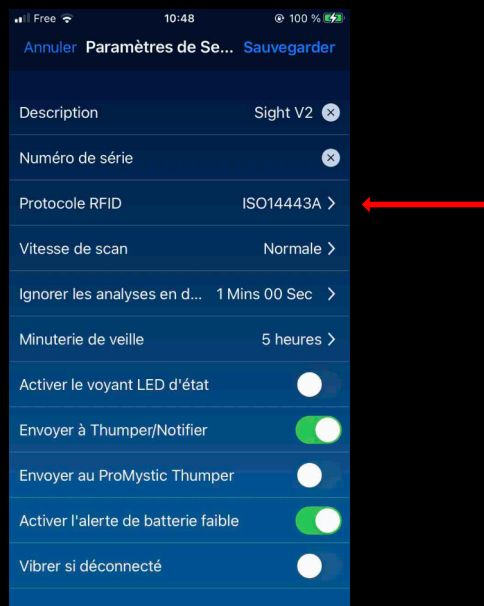 Free 10:48 100 %
Annuler Paramètres de Se... Sauvegarder
Description Sight V2
Numéro de série
Protocole RFID ISO14443A
Vitesse de scan Normale
Ignorer les analyses en d... 1 Mins 00 Sec
Minuterie de veille 5 heures
Activer le voyant LED d'état
Envoyer à Thumper/Notifier
Envoyer au ProMystic Thumper
Activer l'alerte de batterie faible
Vibrer si déconnecté